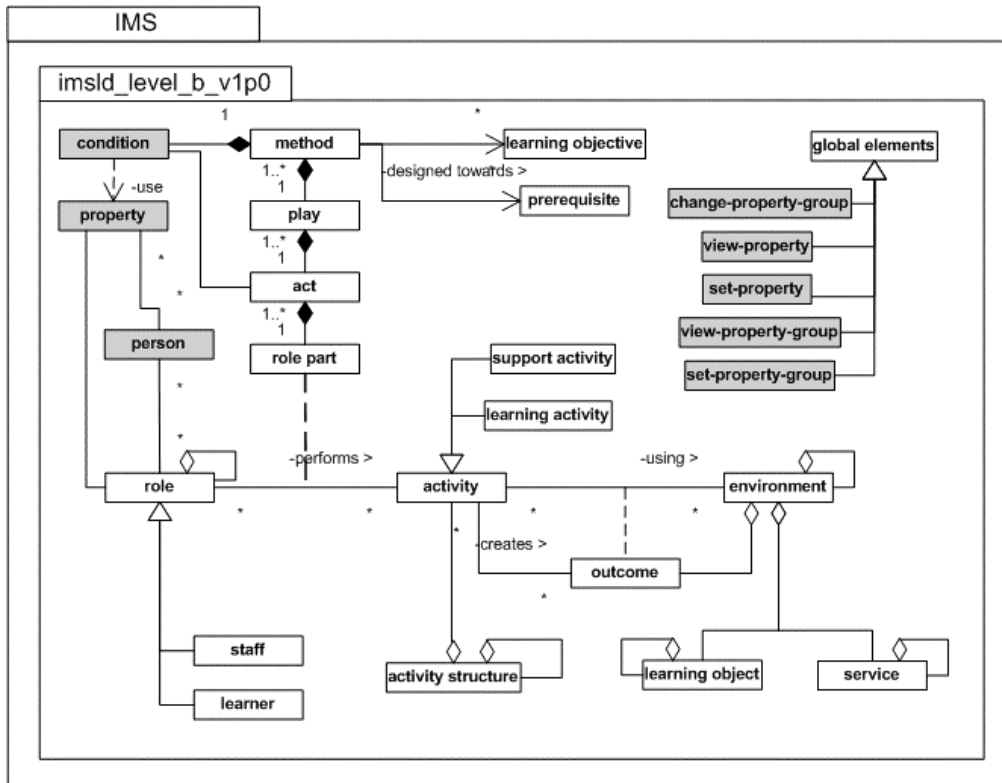 IMS
imsld_level_b_v1p0
1
*
condition
method
learning objective
global elements
*
1..*
-designed towards >
1
-use
prerequisite
property
play
change-property-group
1..*
view-property
*
1
act
set-property
*
1..*
view-property-group
1
person
role part
support activity
set-property-group
*
learning activity
*
-performs >
-using >
role
activity
environment
*
*
*
*
*
-creates >
outcome
*
staff
activity structure
learning object
service
learner